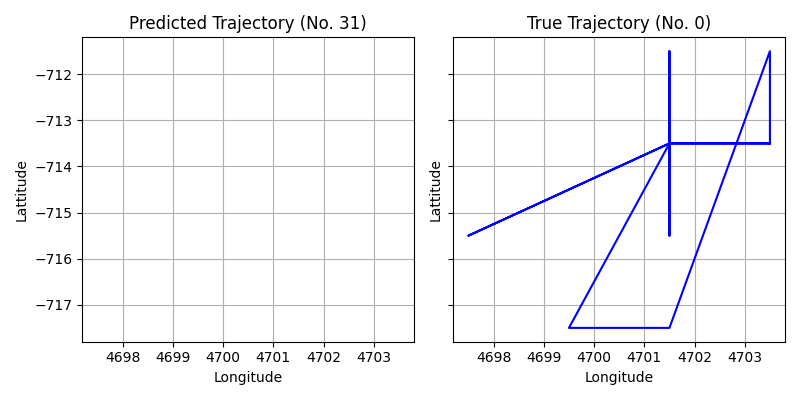 Predicted Trajectory (No. 31)
True Trajectory (No. 0)
−712
−713
−714
−715
−716
−717
Lattitude
Lattitude
4698 4699 4700 4701 4702 4703
4698 4699 4700 4701 4702 4703
Longitude
Longitude